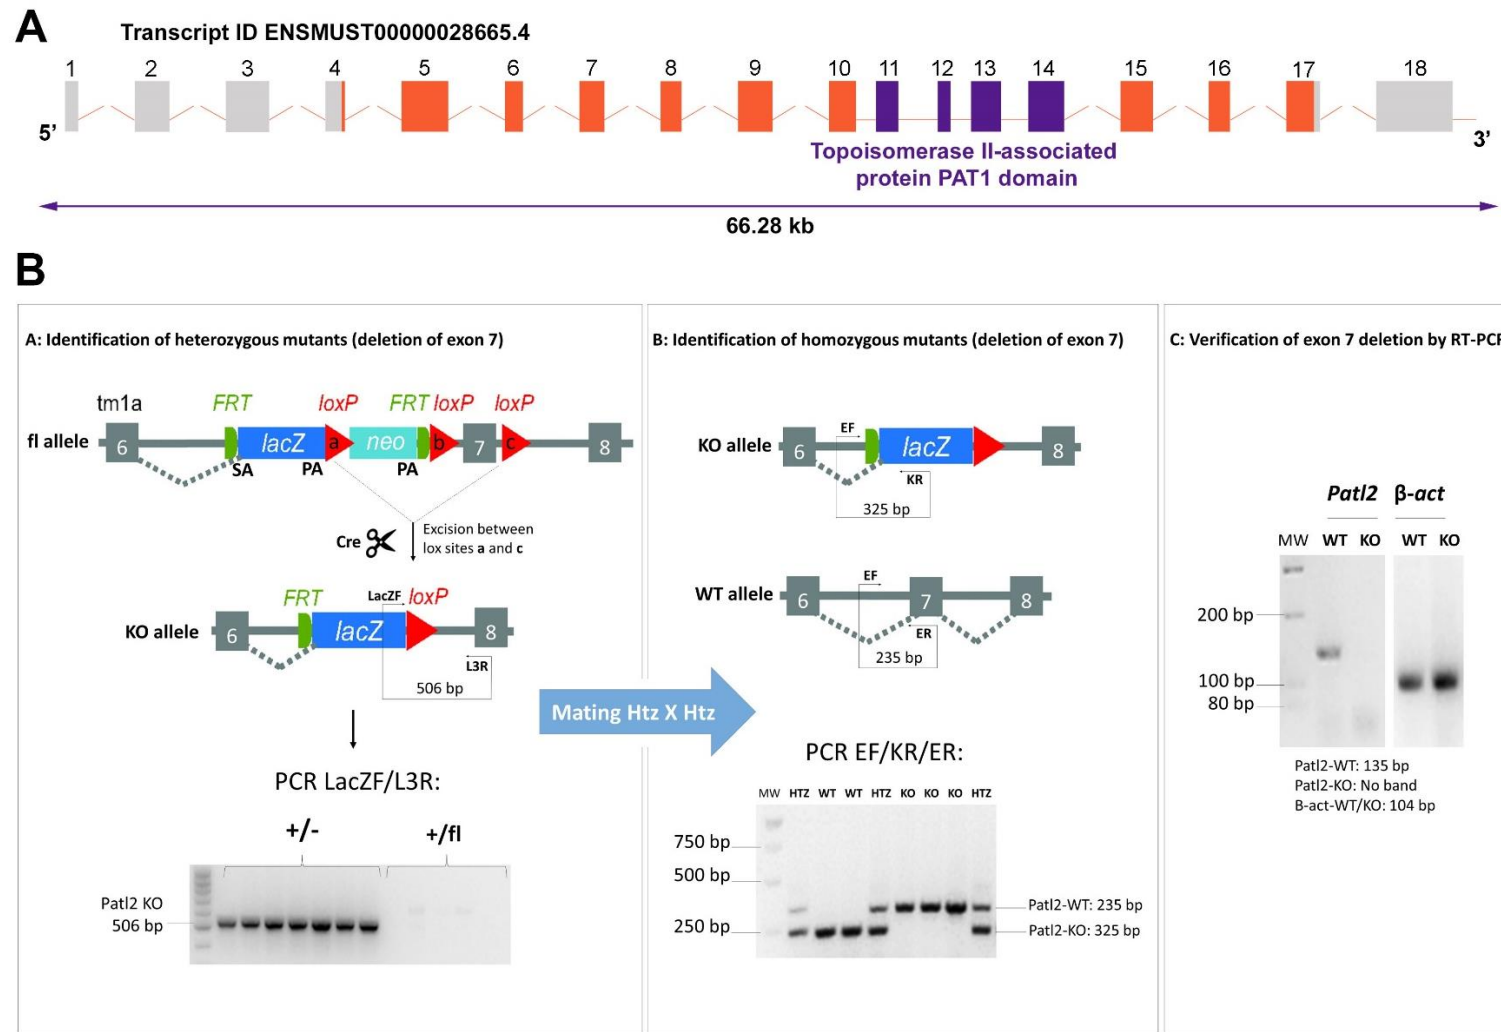 A
Transcript ID ENSMUST00000028665.4
1 2 3 4 5 6 7 8 9 10 11 12 13 14 15 16 17 18
5’ 3’
Topoisomerase II-associated
protein PAT1 domain
66.28 kb
B
A: Identification of heterozygous mutants (deletion of exon 7)
tm1a FRT loxP FRT loxP loxP
fl allele 6 lacZ a neo b 7 c 8
SA PA PA
Cre
Excision between
lox sites a and c
FRT LacZF loxP
KO allele 6 lacZ 8
L3R
506 bp
PCR LacZF/L3R:
+/- +/fl
Patl2 KO
506 bp
Mating Htz X Htz
B: Identification of homozygous mutants (deletion of exon 7)
EF
KO allele 6 lacZ 8
KR
325 bp
EF
WT allele 6 7 8
ER
235 bp
PCR EF/KR/ER:
MW HTZ WT WT HTZ KO KO KO HTZ
750 bp
500 bp
250 bp
Patl2-WT: 235 bp
Patl2-KO: 325 bp
C: Verification of exon 7 deletion by RT-PCR
Patl2 β-act
MW WT KO WT KO
200 bp
100 bp
80 bp
Patl2-WT: 135 bp
Patl2-KO: No band
B-act-WT/KO: 104 bp